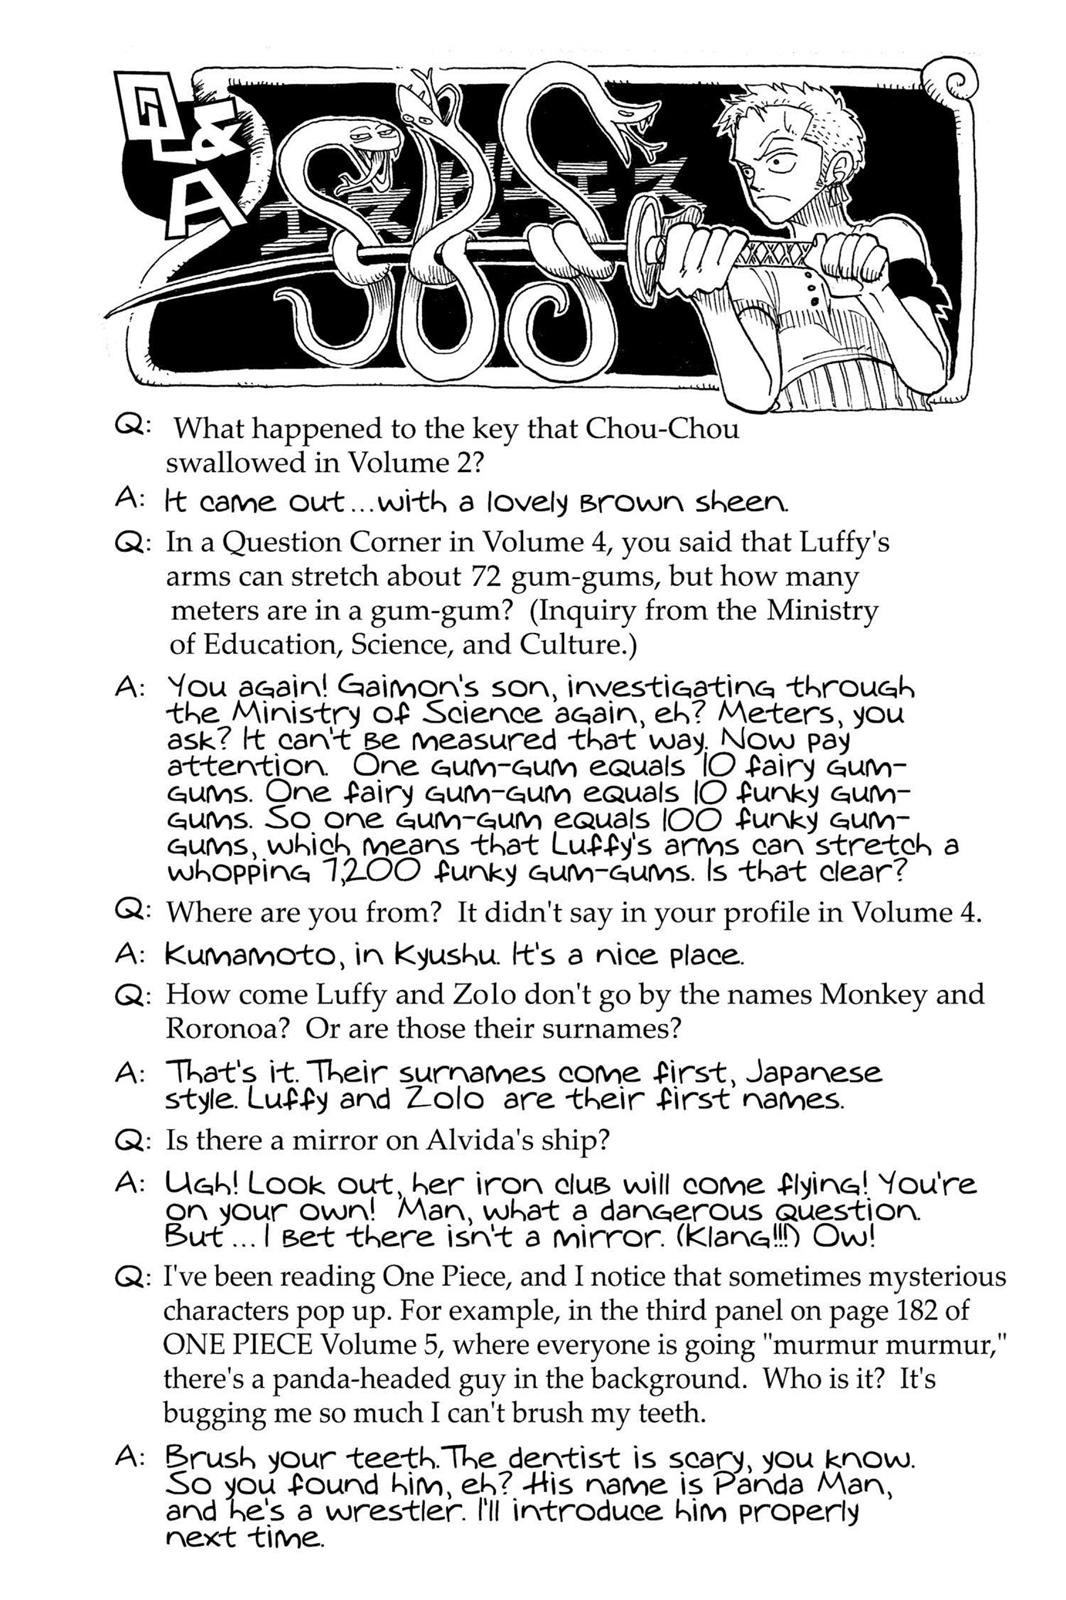 Q&A
Q: What happened to the key that Chou-Chou
swallowed in Volume 2?
A: It came out...with a lovely brown sheen.
Q: In a Question Corner in Volume 4, you said that Luffy's
arms can stretch about 72 gum-gums, but how many
meters are in a gum-gum? (Inquiry from the Ministry
of Education, Science, and Culture.)
A: You again! Gaimon's son, investigating through
the Ministry of Science again, eh? Meters, you
ask? It can't be measured that way. Now pay
attention. One gum-gum equals 10 fairy gum-
gums. One fairy gum-gum equals 10 funky gum-
gums. So one gum-gum equals 100 funky gum-
gums, which means that Luffy's arms can stretch a
whopping 7,200 funky gum-gums. Is that clear?
Q: Where are you from? It didn't say in your profile in Volume 4.
A: Kumamoto, in Kyushu. It's a nice place.
Q: How come Luffy and Zolo don't go by the names Monkey and
Roronoa? Or are those their surnames?
A: That's it. Their surnames come first, Japanese
style. Luffy and Zolo are their first names.
Q: Is there a mirror on Alvida's ship?
A: Ugh! Look out, her iron club will come flying! You're
on your own! Man, what a dangerous question.
But...I bet there isn't a mirror. (Klang!!!) Ow!
Q: I've been reading One Piece, and I notice that sometimes mysterious
characters pop up. For example, in the third panel on page 182 of
ONE PIECE Volume 5, where everyone is going "murmur murmur,"
there's a panda-headed guy in the background. Who is it? It's
bugging me so much I can't brush my teeth.
A: Brush your teeth. The dentist is scary, you know.
So you found him, eh? His name is Panda Man,
and he's a wrestler. I'll introduce him properly
next time.